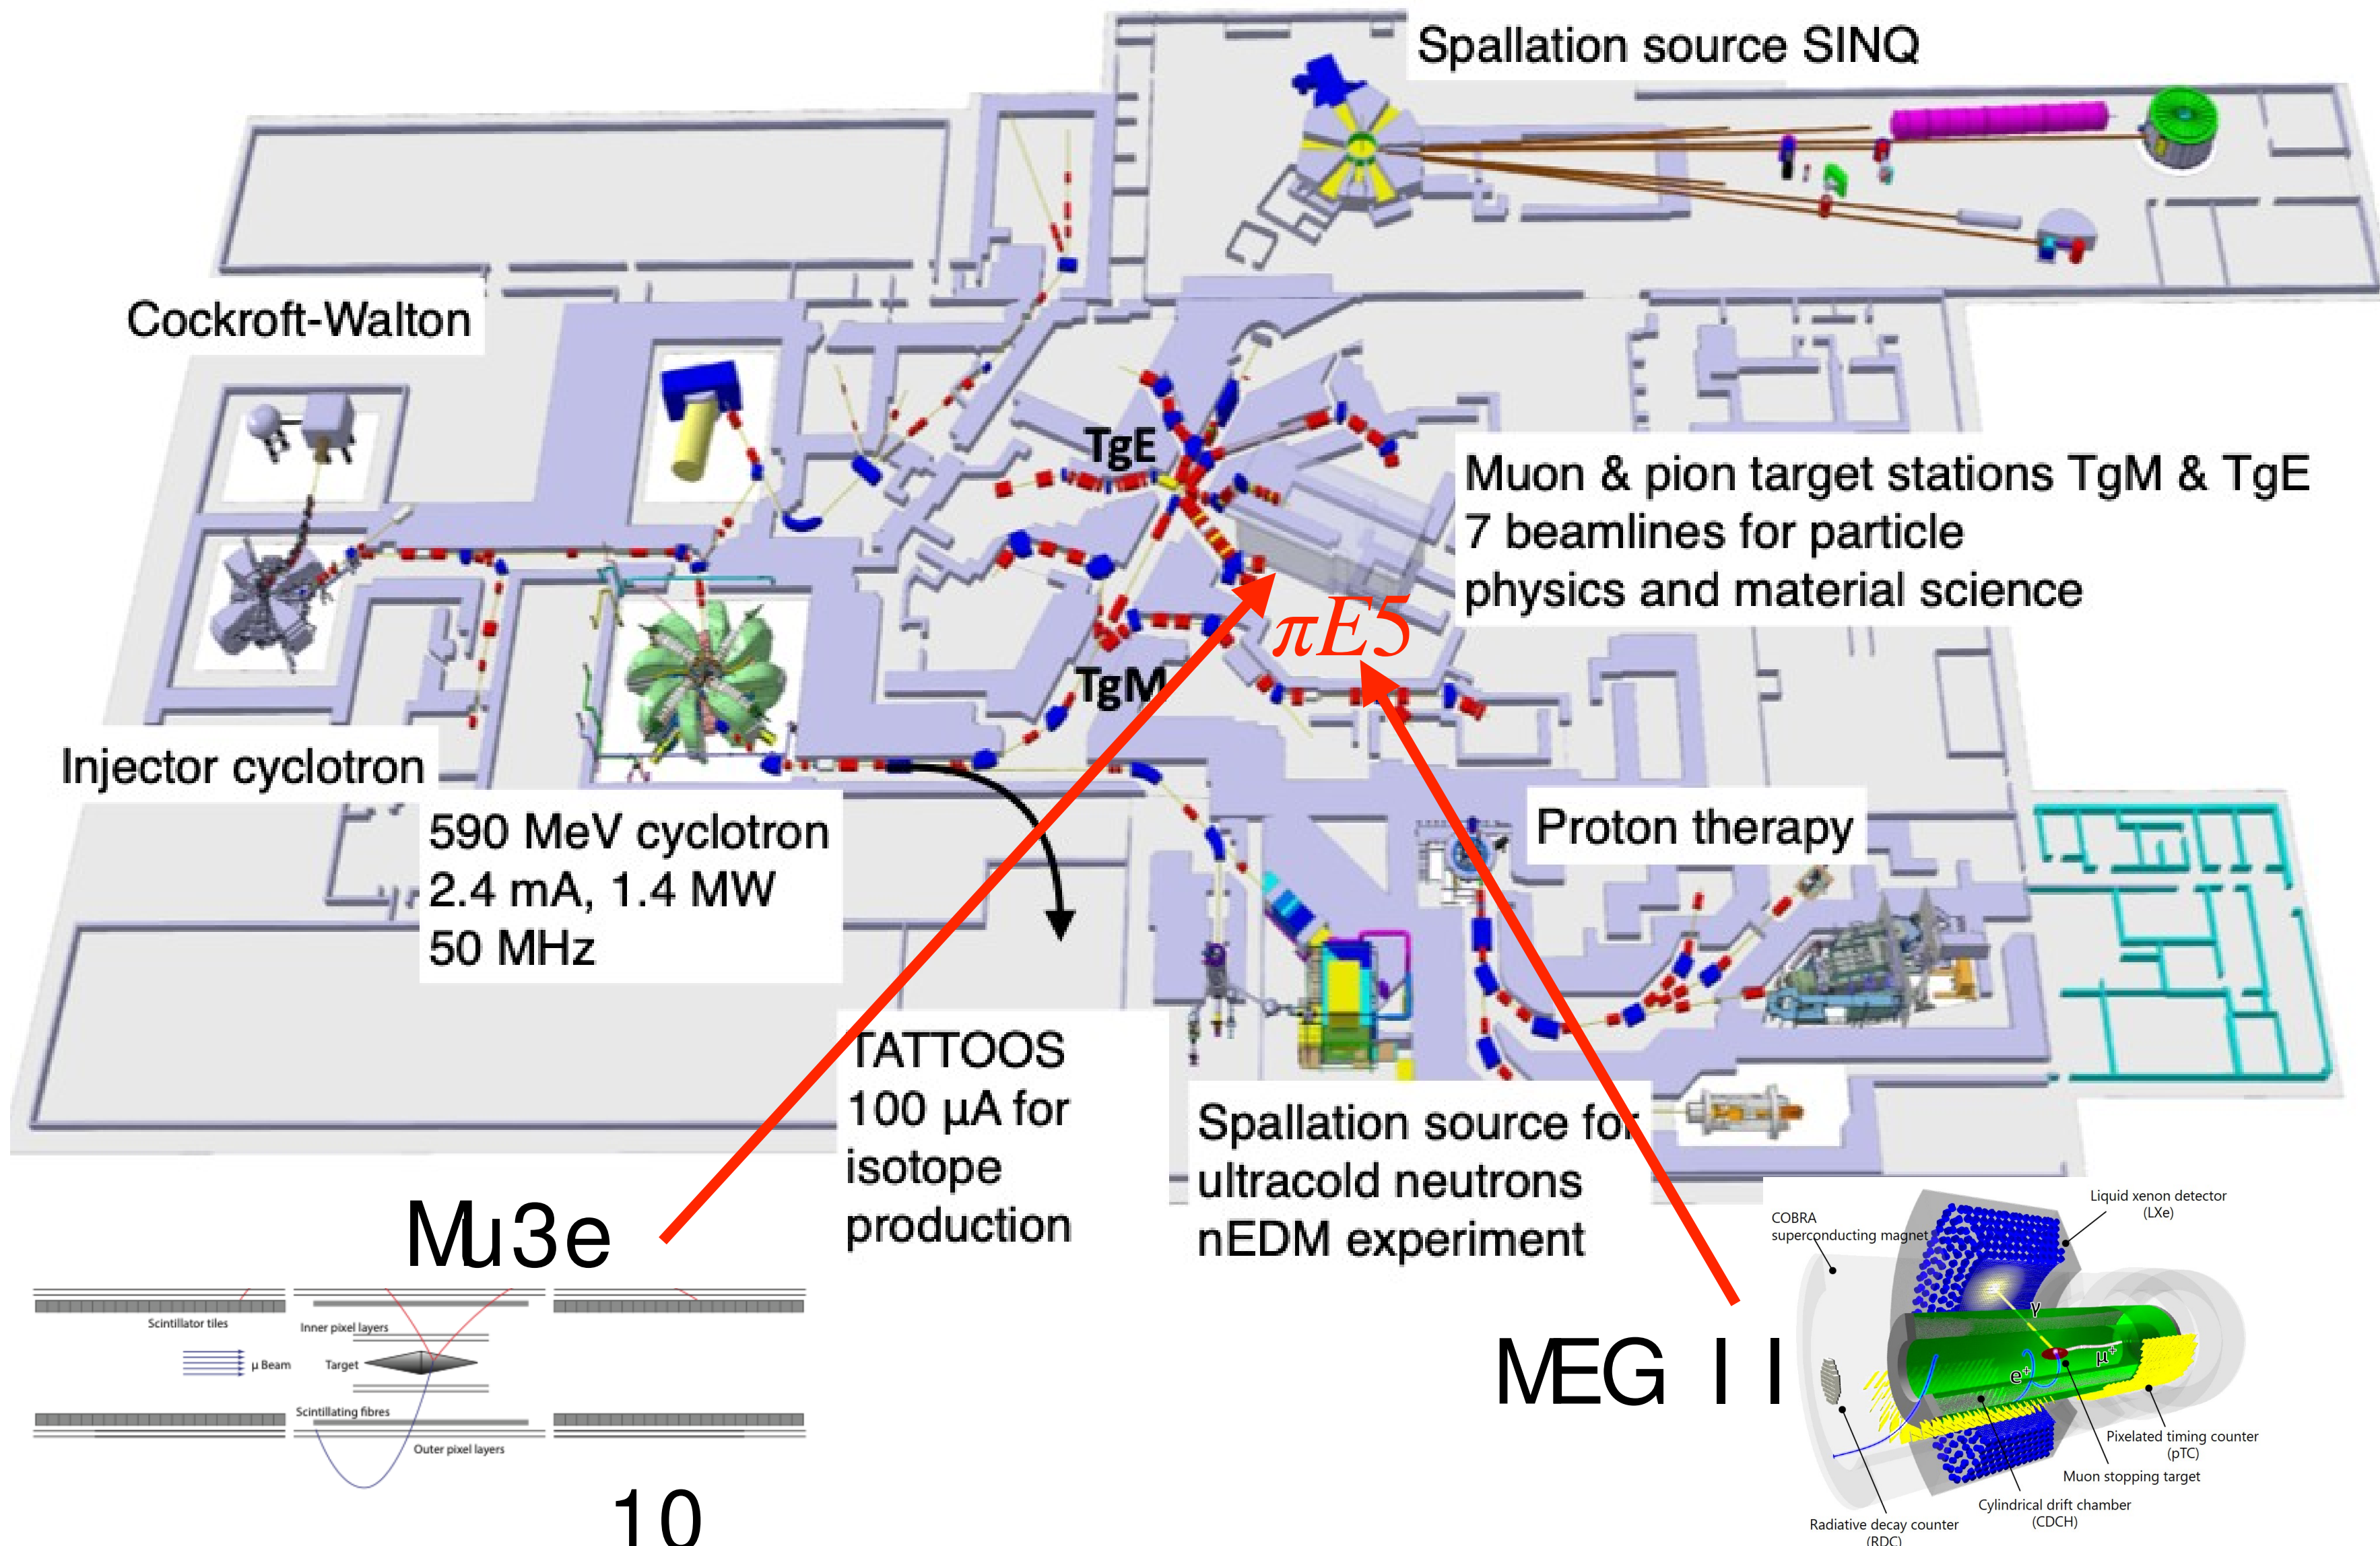 Spallation source SINQ
Cockroft-Walton
TgE
Muon & pion target stations TgM & TgE
7 beamlines for particle
physics and material science
πE5
TgM
Injector cyclotron
590 MeV cyclotron
2.4 mA, 1.4 MW
50 MHz
Proton therapy
TATTOOS
100 µA for
isotope
production
Spallation source for
ultracold neutrons
nEDM experiment
Mμ3e
Scintillator tiles
Inner pixel layers
μ Beam
Target
Scintillating fibres
Outer pixel layers
10
MEG II
Liquid xenon detector
(LXe)
COBRA
superconducting magnet
γ
e+
μ+
Pixelated timing counter
(pTC)
Muon stopping target
Cylindrical drift chamber
(CDCH)
Radiative decay counter
(RDC)